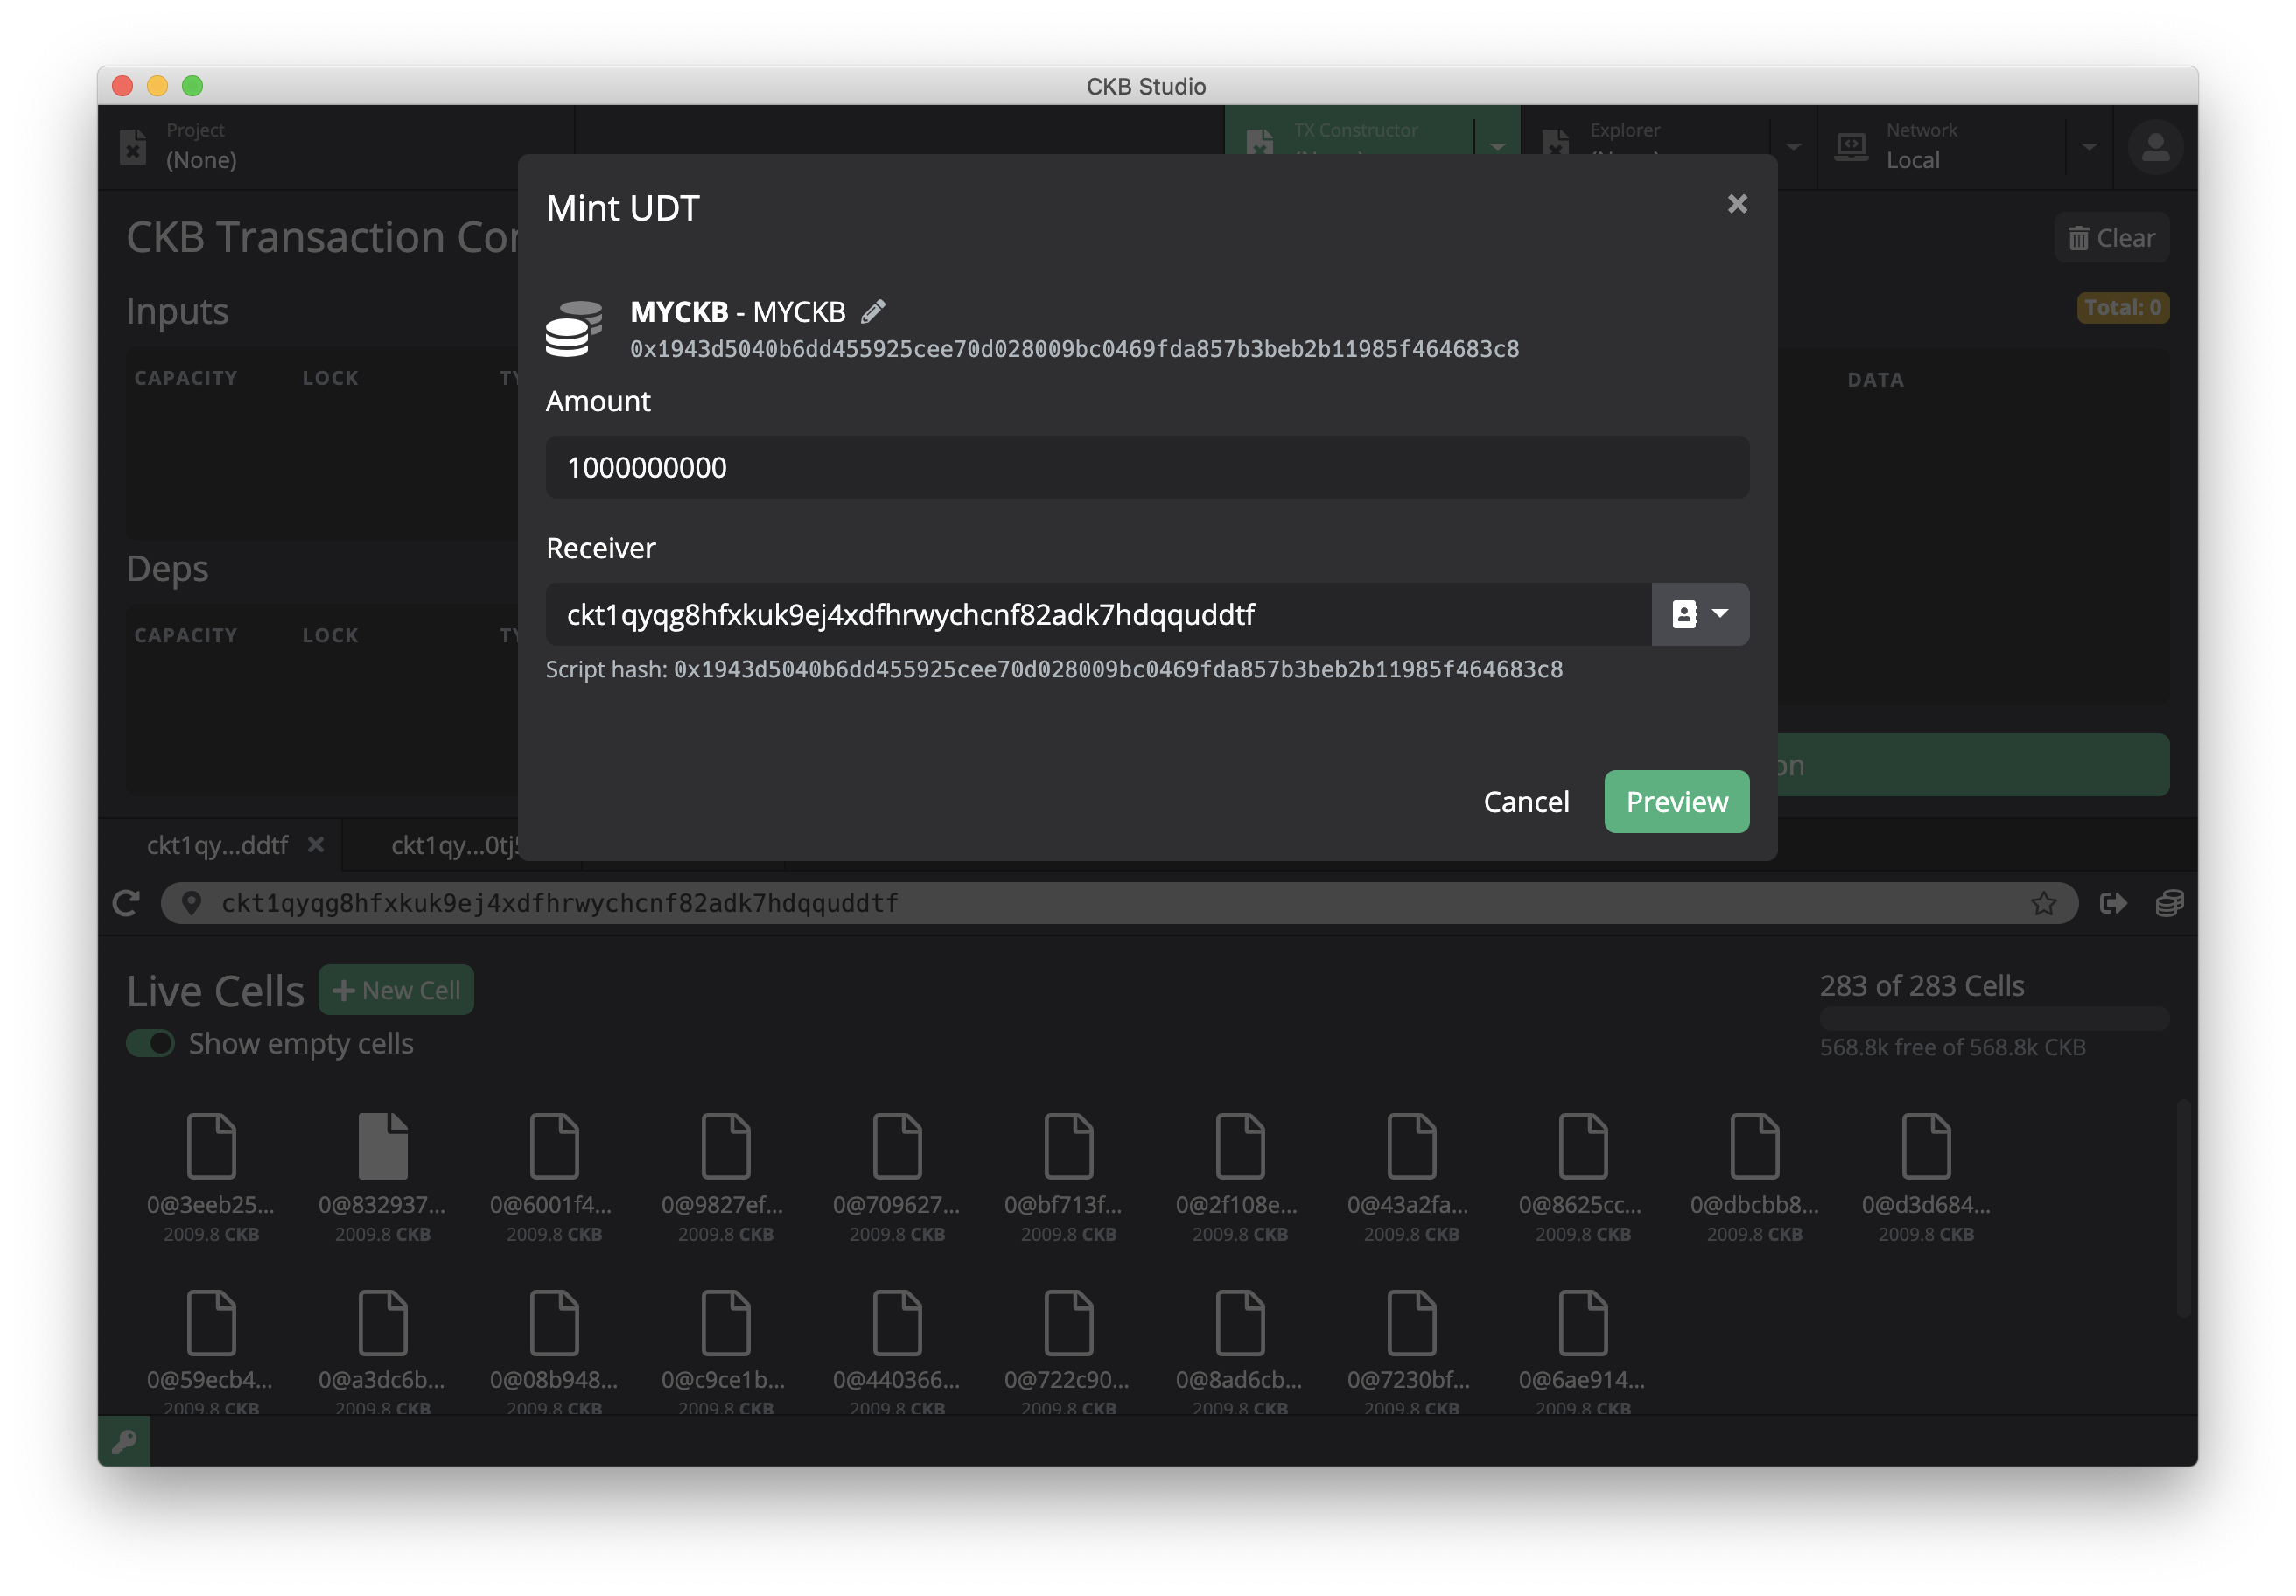 CKB Studio
Project
(None)
TX Constructor
Explorer
Network
Local
CKB Transaction
Clear
Mint UDT
Inputs
Total: 0
MYCKB - MYCKB
0x1943d5040b6dd455925cee70d028009bc0469fda857b3beb2b11985f464683c8
CAPACITY LOCK DATA
Amount
1000000000
Receiver
Deps
ckt1qyqg8hfxkuk9ej4xdfhrwychcnf82adk7hdqquddtf
CAPACITY LOCK
Script hash: 0x1943d5040b6dd455925cee70d028009bc0469fda857b3beb2b11985f464683c8
Cancel
Preview
ckt1qy...ddtf
ckt1qy...0tj
ckt1qyqg8hfxkuk9ej4xdfhrwychcnf82adk7hdqquddtf
Live Cells
New Cell
283 of 283 Cells
Show empty cells
568.8k free of 568.8k CKB
0@3eeb25... 0@832937... 0@6001f4... 0@9827ef... 0@709627... 0@bf713f... 0@2f108e... 0@43a2fa... 0@8625cc... 0@dbcbb8... 0@d3d684...
2009.8 CKB 2009.8 CKB 2009.8 CKB 2009.8 CKB 2009.8 CKB 2009.8 CKB 2009.8 CKB 2009.8 CKB 2009.8 CKB 2009.8 CKB 2009.8 CKB
0@59ecb4... 0@a3dc6b... 0@08b948... 0@c9ce1b... 0@440366... 0@722c90... 0@8ad6cb... 0@7230bf... 0@6ae914...
2009.8 CKB 2009.8 CKB 2009.8 CKB 2009.8 CKB 2009.8 CKB 2009.8 CKB 2009.8 CKB 2009.8 CKB 2009.8 CKB